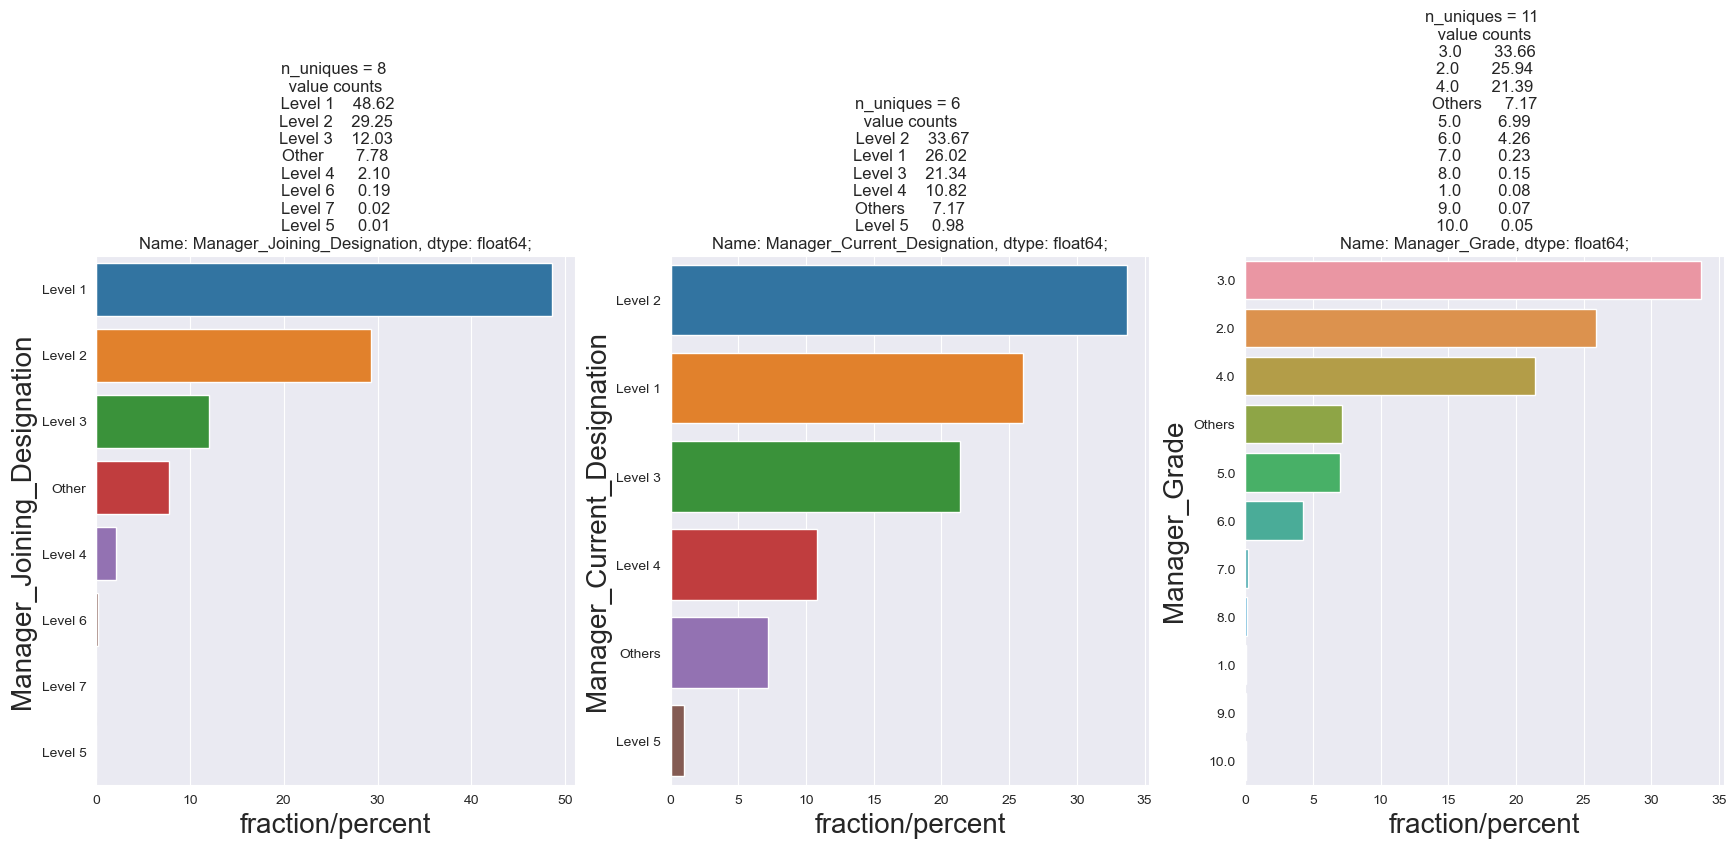 n_uniques = 8
value counts
Level 1 48.62
Level 2 29.25
Level 3 12.03
Other 7.78
Level 4 2.10
Level 6 0.19
Level 7 0.02
Level 5 0.01
Name: Manager_Joining_Designation, dtype: float64;
Manager_Joining_Designation
Level 1
Level 2
Level 3
Other
Level 4
Level 6
Level 7
Level 5
0 10 20 30 40 50
fraction/percent
n_uniques = 6
value counts
Level 2 33.67
Level 1 26.02
Level 3 21.34
Level 4 10.82
Others 7.17
Level 5 0.98
Name: Manager_Current_Designation, dtype: float64;
Manager_Current_Designation
Level 2
Level 1
Level 3
Level 4
Others
Level 5
0 5 10 15 20 25 30 35
fraction/percent
n_uniques = 11
value counts
3.0 33.66
2.0 25.94
4.0 21.39
Others 7.17
5.0 6.99
6.0 4.26
7.0 0.23
8.0 0.15
1.0 0.08
9.0 0.07
10.0 0.05
Name: Manager_Grade, dtype: float64;
Manager_Grade
3.0
2.0
4.0
Others
5.0
6.0
7.0
8.0
1.0
9.0
10.0
0 5 10 15 20 25 30 35
fraction/percent